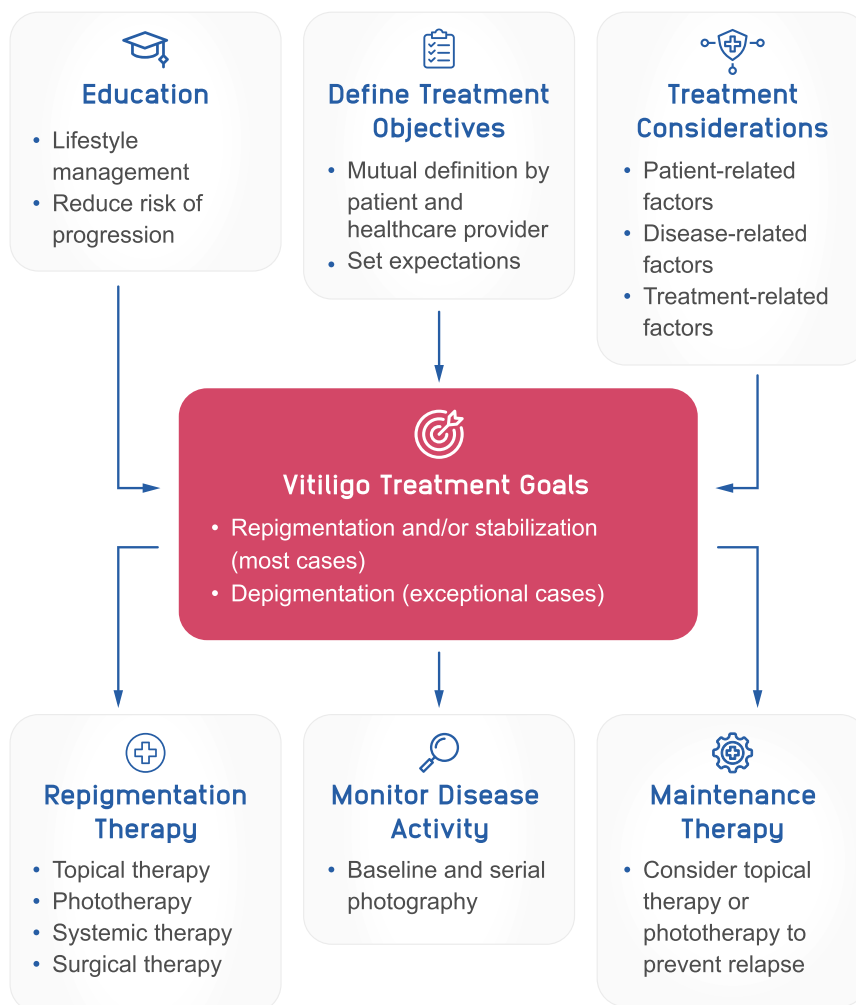 Education
• Lifestyle
management
• Reduce risk of
progression
Define Treatment
Objectives
• Mutual definition by
patient and
healthcare provider
• Set expectations
Treatment
Considerations
• Patient-related
factors
• Disease-related
factors
• Treatment-related
factors
Vitiligo Treatment Goals
• Repigmentation and/or stabilization
(most cases)
• Depigmentation (exceptional cases)
Repigmentation
Therapy
• Topical therapy
• Phototherapy
• Systemic therapy
• Surgical therapy
Monitor Disease
Activity
• Baseline and serial
photography
Maintenance
Therapy
• Consider topical
therapy or
phototherapy to
prevent relapse